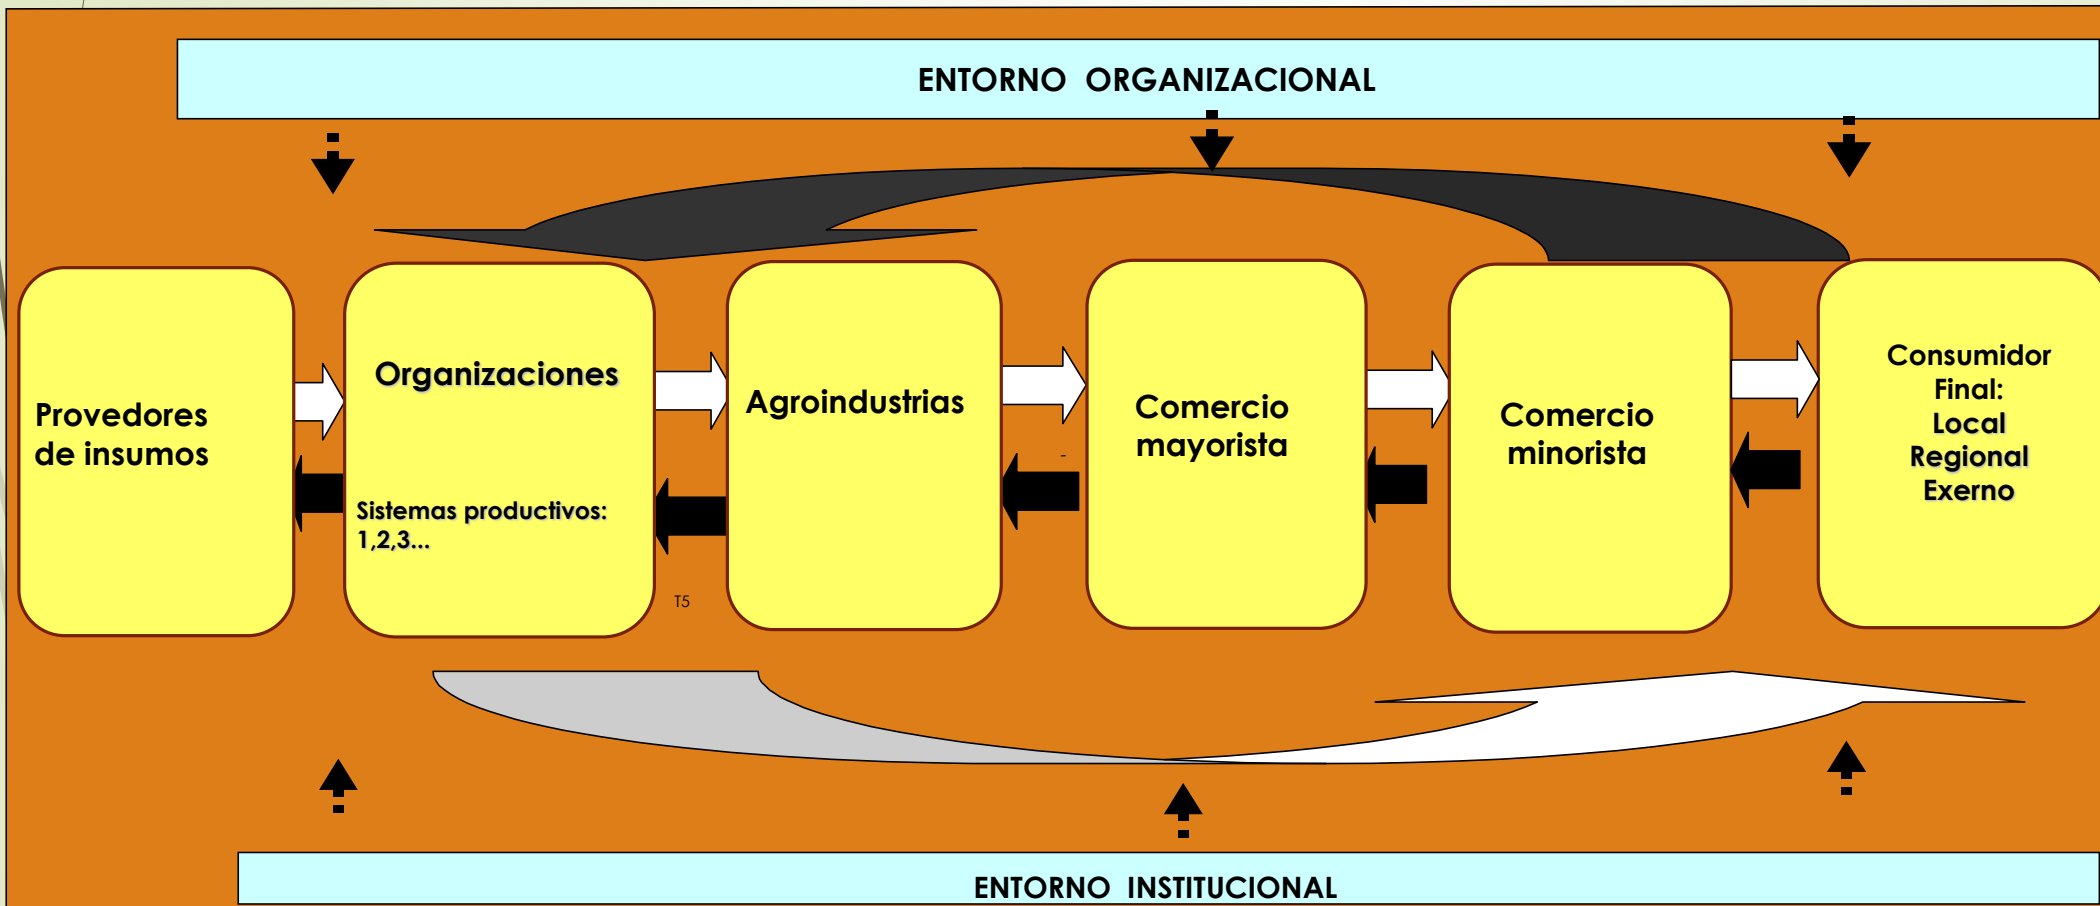 ENTORNO ORGANIZACIONAL
Provedores
de insumos
Organizaciones
Sistemas productivos:
1,2,3...
T5
Agroindustrias
-
Comercio
mayorista
Comercio
minorista
Consumidor
Final:
Local
Regional
Exerno
ENTORNO INSTITUCIONAL